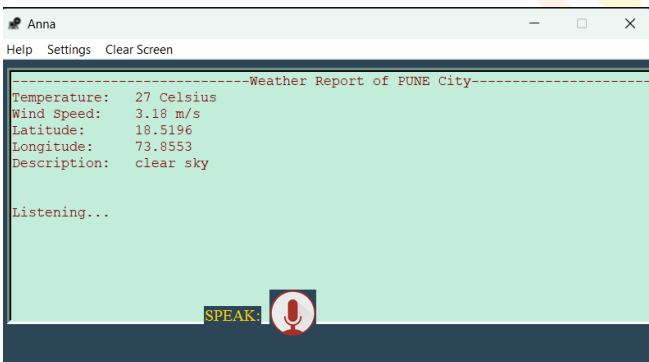 Anna
Help Settings Clear Screen
----------------------------Weather Report of PUNE City---------------------
Temperature: 27 Celsius
Wind Speed: 3.18 m/s
Latitude: 18.5196
Longitude: 73.8553
Description: clear sky
Listening...
SPEAK: